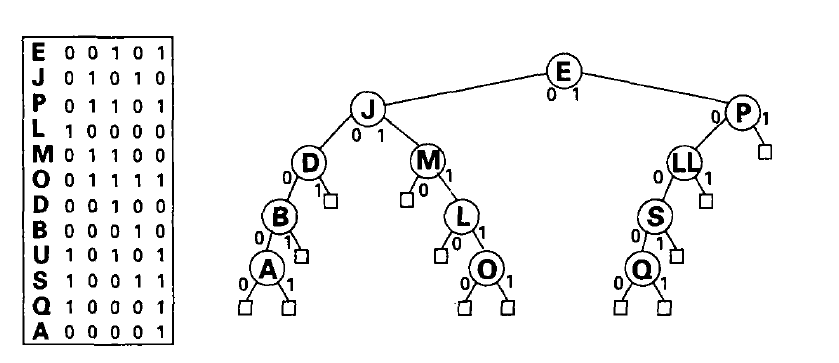 E 0 0 1 0 1
J 0 1 0 1 0
P 0 1 1 0 1
L 1 0 0 0 0
M 0 1 1 0 0
O 0 1 1 1 1
D 0 0 1 0 0
B 0 0 0 1 0
U 1 0 1 0 1
S 1 0 0 1 1
Q 1 0 0 0 1
A 0 0 0 0 1
E
0 1
J
0 1
P
0 1
D
0 1
M
0 1
LL
0 1
B
0 1
L
0 1
S
0 1
A
0 1
O
0 1
Q
0 1